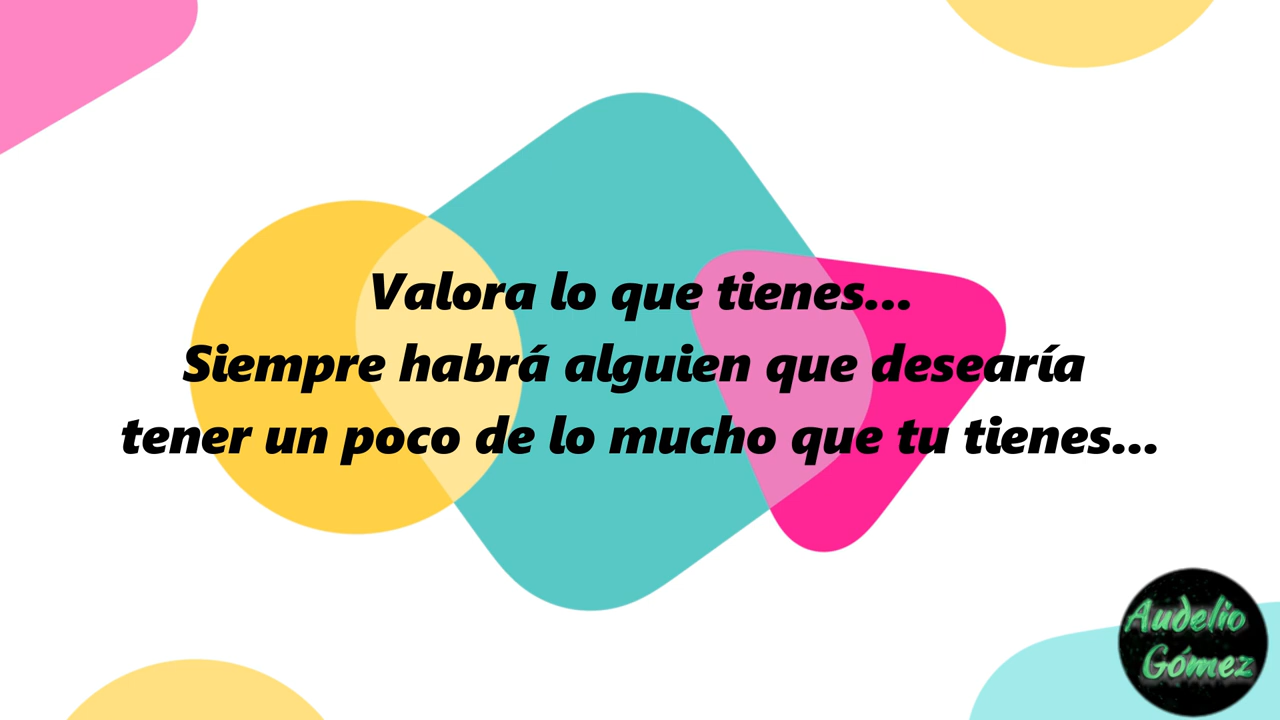 Valora lo que tienes...
Siempre habrá alguien que desearía
tener un poco de lo mucho que tu tienes...
Audelio
Gómez